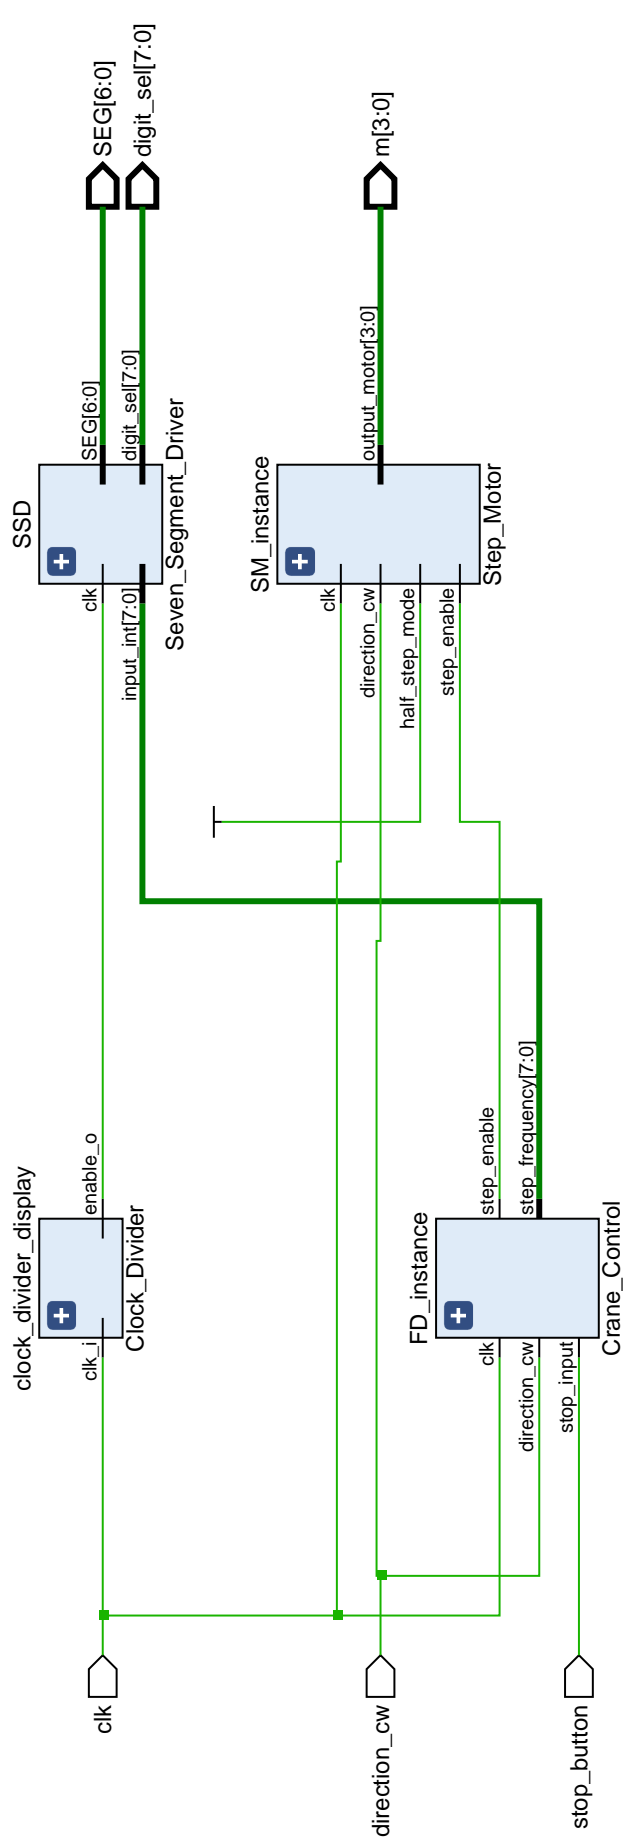 clock_divider_display
clk_i
enable_o
Clock_Divider
SSD
clk
input_int[7:0]
SEG[6:0]
digit_sel[7:0]
Seven_Segment_Driver
SEG[6:0]
digit_sel[7:0]
clk
direction_cw
stop_button
FD_instance
clk
direction_cw
stop_input
step_enable
step_frequency[7:0]
Crane_Control
SM_instance
clk
direction_cw
half_step_mode
step_enable
output_motor[3:0]
Step_Motor
m[3:0]